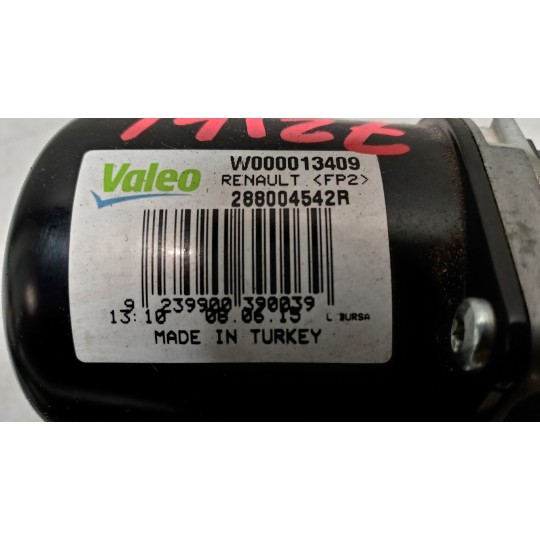 Valeo
W000013409
RENAULT <FP2>
288004542R
9 239900 390039
13:10 08.06.15 L BURSA
MADE IN TURKEY